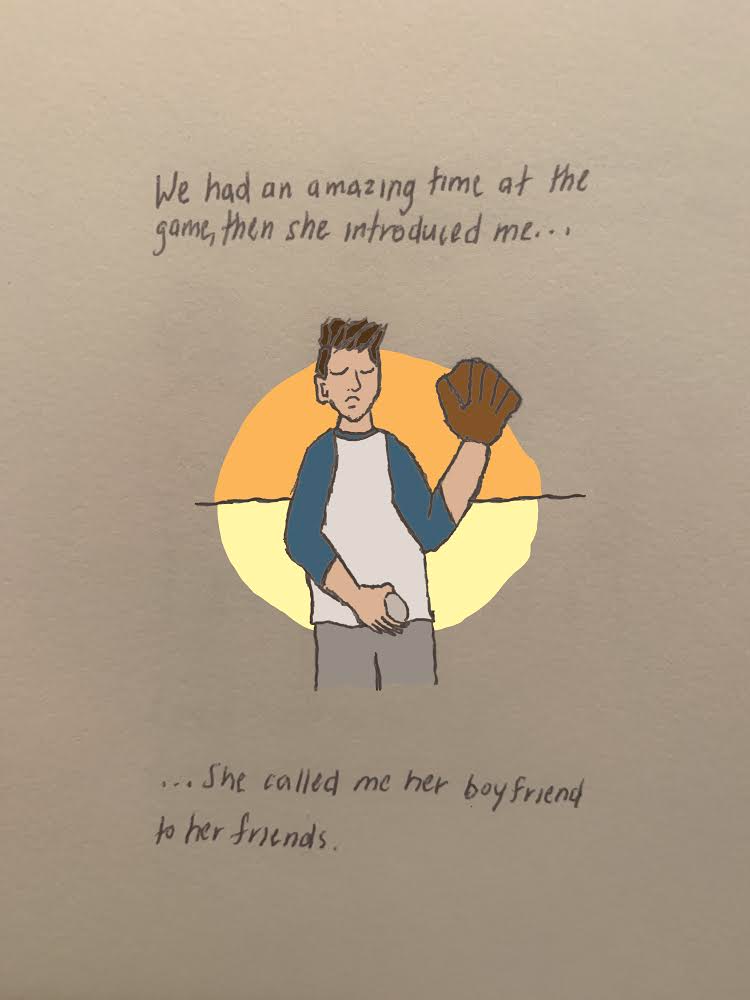 We had an amazing time at the
game, then she introduced me...
...She called me her boyfriend
to her friends.